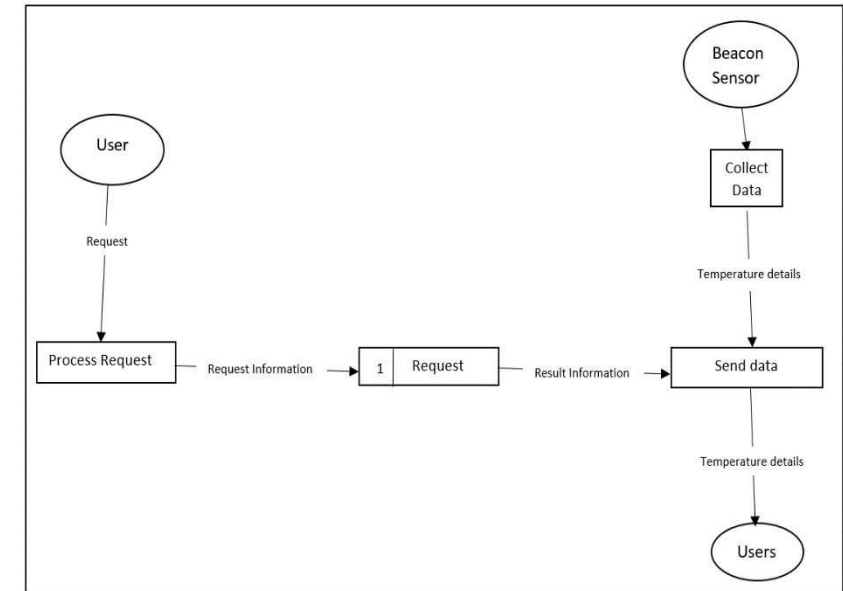 Beacon
Sensor
User
Collect
Data
Request
Temperature details
Process Request
Request Information
1
Request
Result Information
Send data
Temperature details
Users